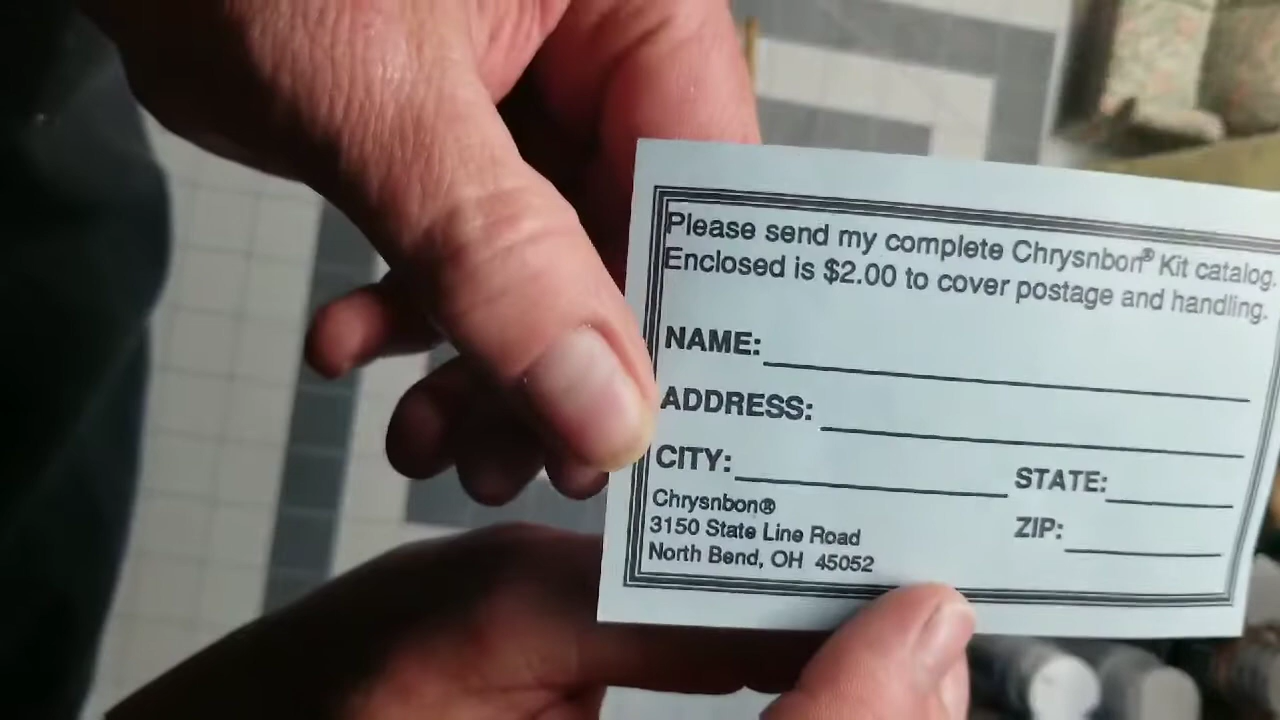 Please send my complete Chrysnbon® Kit catalog.
Enclosed is $2.00 to cover postage and handling.
NAME:
ADDRESS:
CITY: STATE:
Chrysnbon®
ZIP:
3150 State Line Road
North Bend, OH 45052